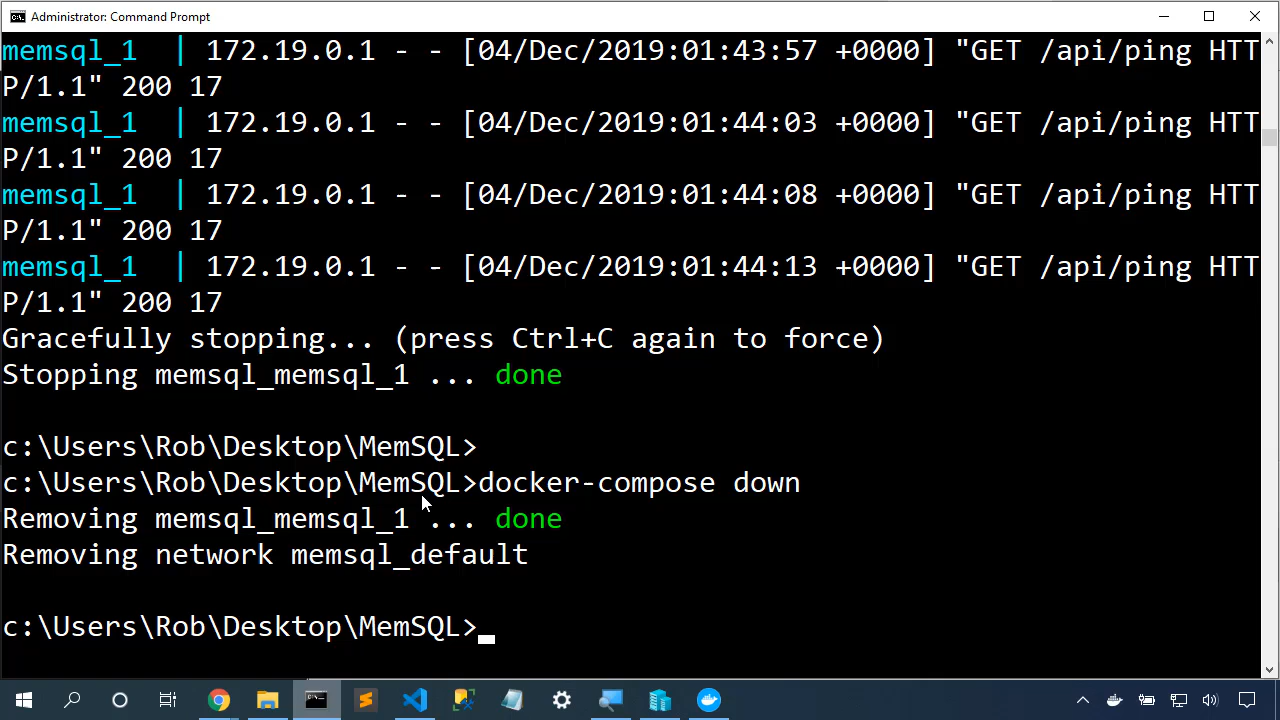 Administrator: Command Prompt
memsql_1  | 172.19.0.1 - - [04/Dec/2019:01:43:57 +0000] "GET /api/ping HTT
P/1.1" 200 17
memsql_1  | 172.19.0.1 - - [04/Dec/2019:01:44:03 +0000] "GET /api/ping HTT
P/1.1" 200 17
memsql_1  | 172.19.0.1 - - [04/Dec/2019:01:44:08 +0000] "GET /api/ping HTT
P/1.1" 200 17
memsql_1  | 172.19.0.1 - - [04/Dec/2019:01:44:13 +0000] "GET /api/ping HTT
P/1.1" 200 17
Gracefully stopping... (press Ctrl+C again to force)
Stopping memsql_memsql_1 ... done
c:\Users\Rob\Desktop\MemSQL>
c:\Users\Rob\Desktop\MemSQL>docker-compose down
Removing memsql_memsql_1 ... done
Removing network memsql_default
c:\Users\Rob\Desktop\MemSQL>